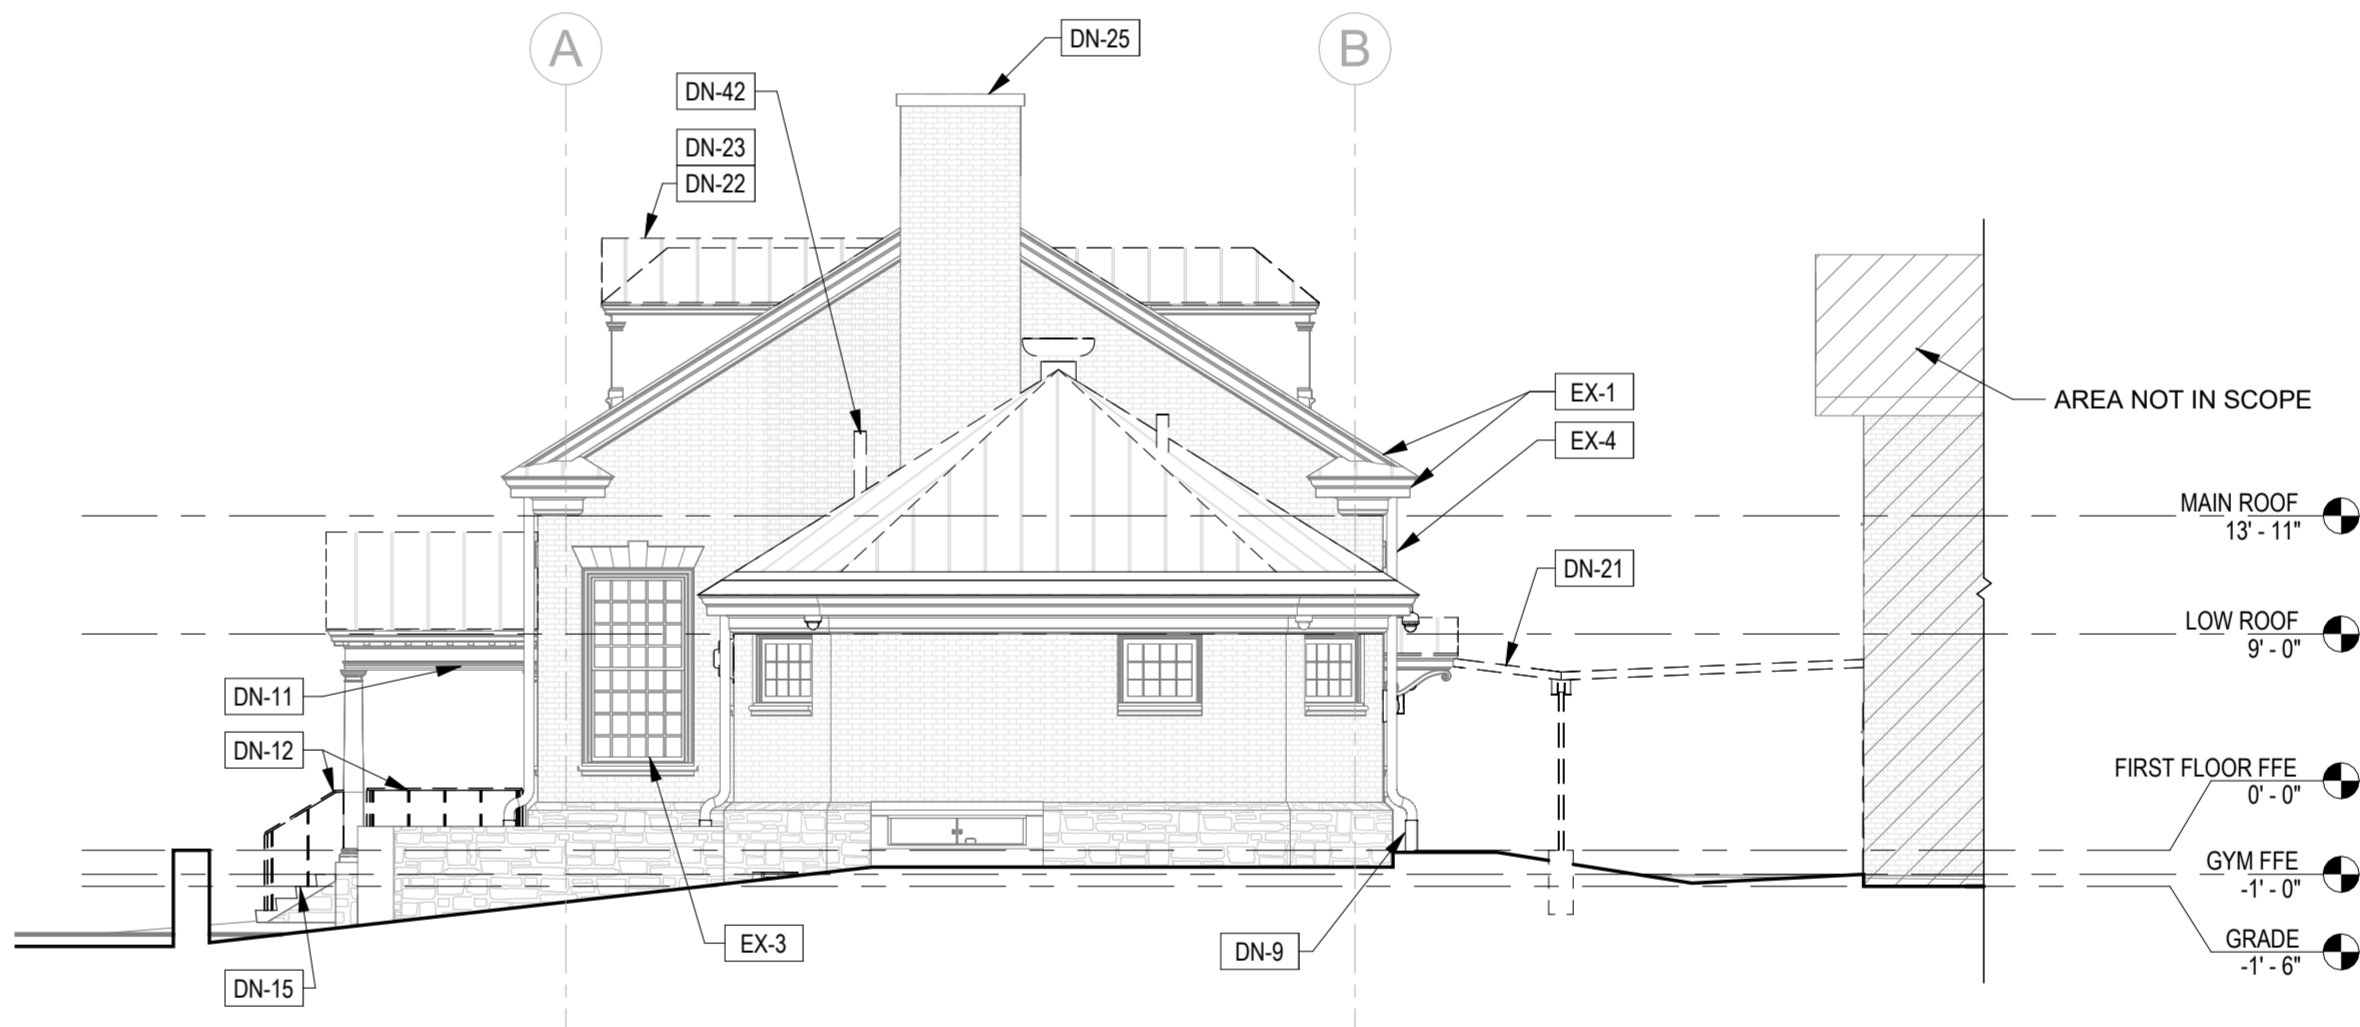 A
B
DN-25
DN-42
DN-23
DN-22
EX-1
AREA NOT IN SCOPE
EX-4
MAIN ROOF
13' - 11"
DN-21
LOW ROOF
9' - 0"
DN-11
DN-12
FIRST FLOOR FFE
0' - 0"
GYM FFE
-1' - 0"
EX-3
DN-9
GRADE
-1' - 6"
DN-15